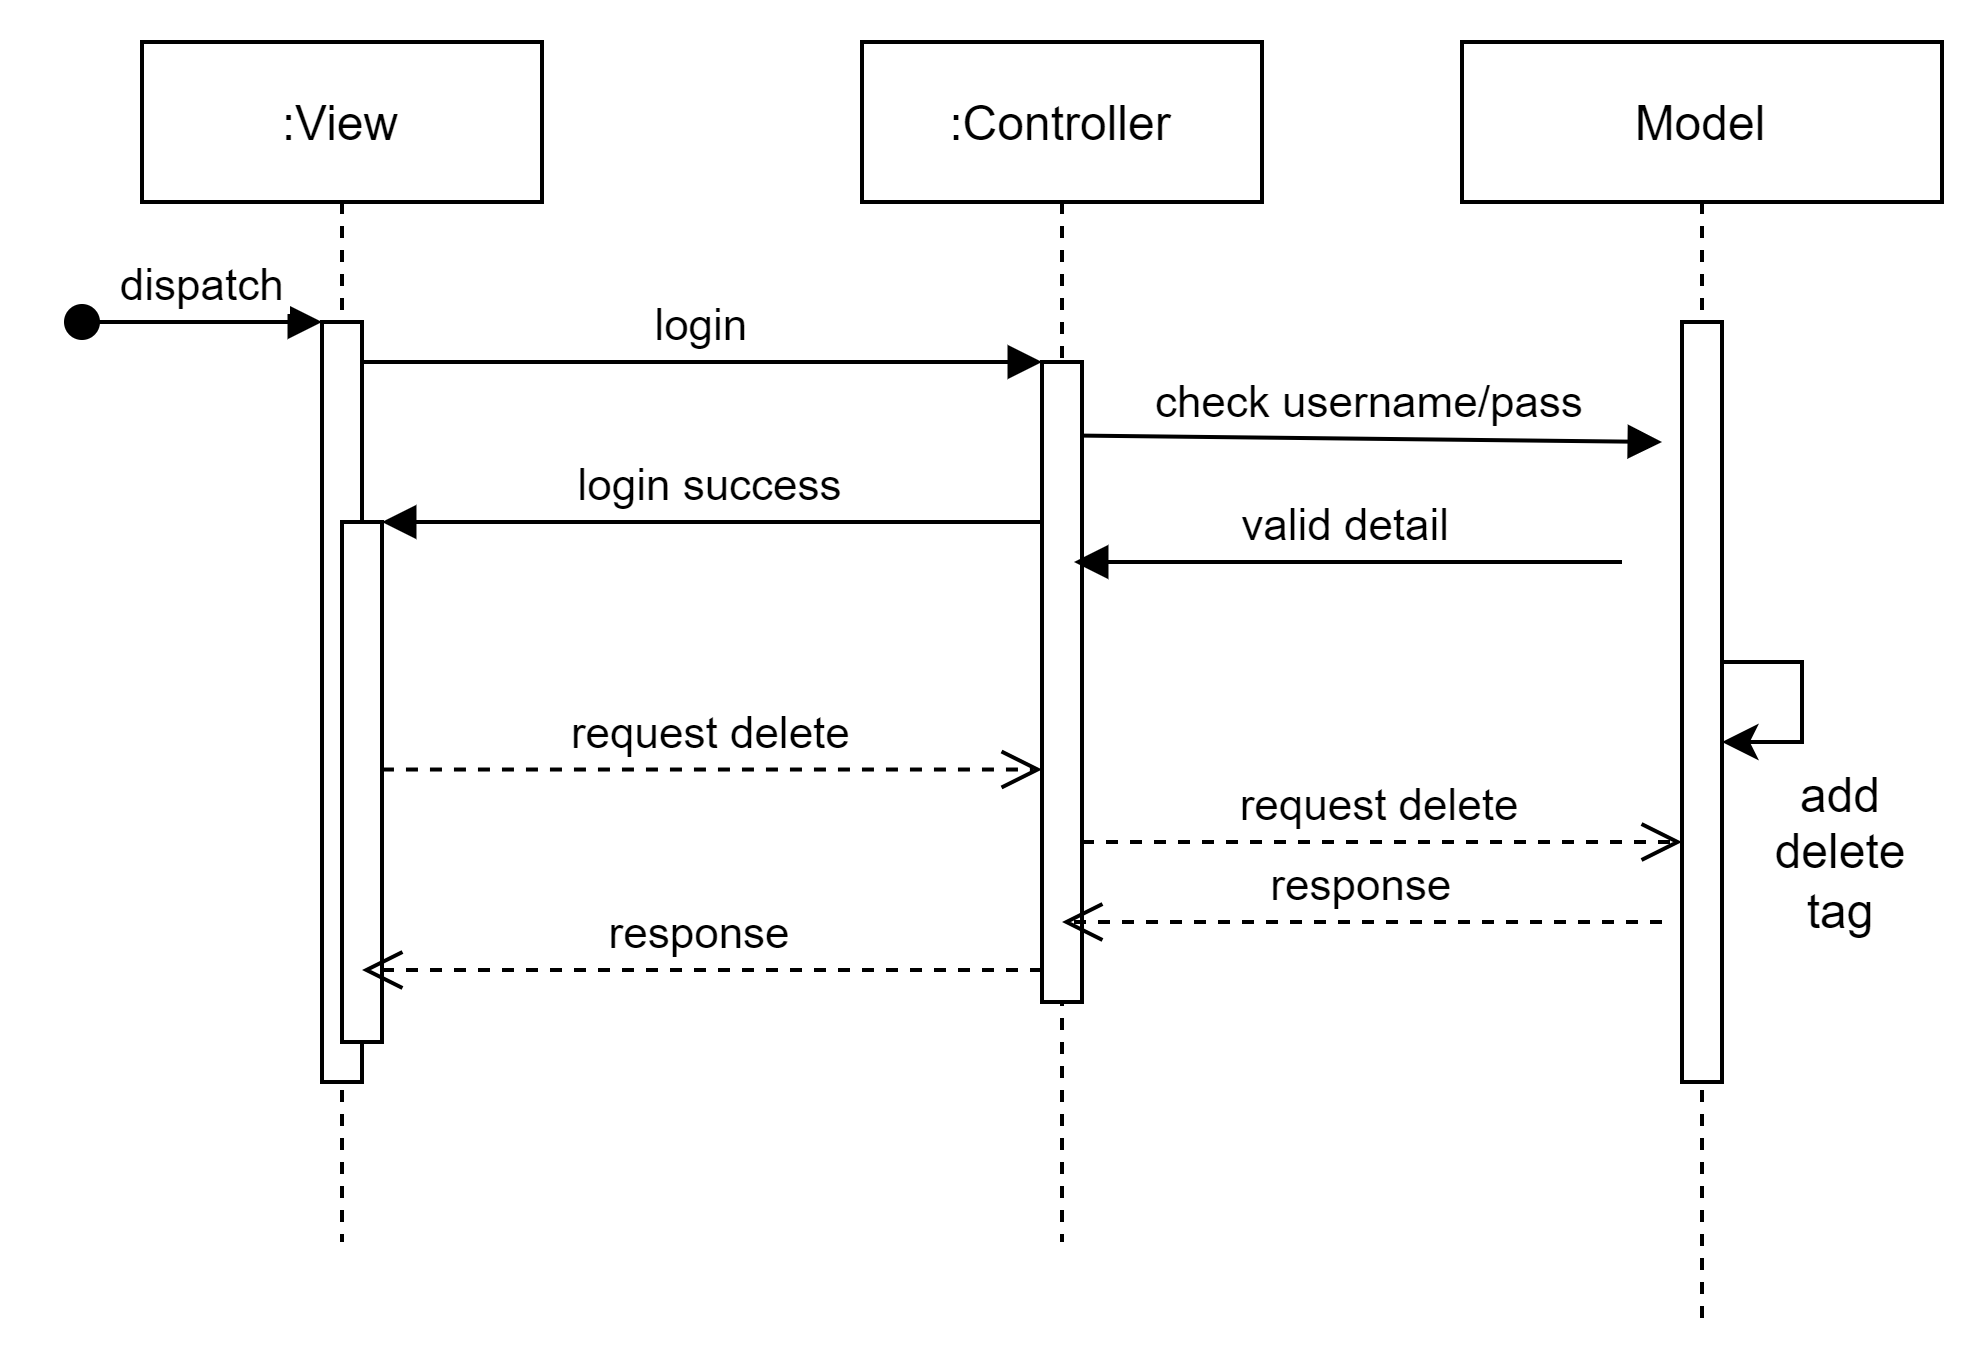 :View
:Controller
Model
dispatch
login
check username/pass
login success
valid detail
request delete
request delete
add
delete
tag
response
response